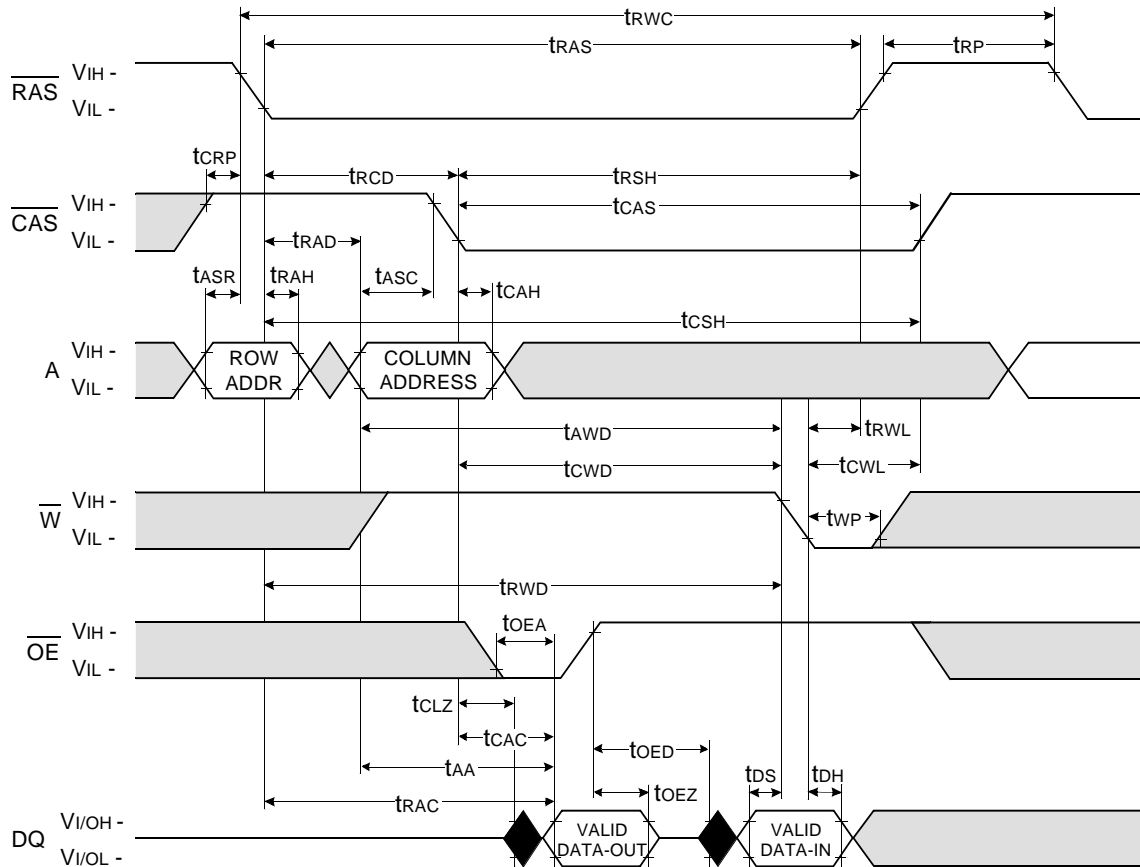 tRWC
tRAS
tRP
RAS
VIH -
VIL -
tCRP
tRCD
tRSH
CAS
VIH -
VIL -
tCAS
tRAD
tASR
tRAH
tASC
tCAH
tCSH
A
VIH -
VIL -
ROW
ADDR
COLUMN
ADDRESS
tAWD
tRWL
tCWD
tCWL
W
VIH -
VIL -
tWP
tRWD
OE
VIH -
VIL -
tOEA
tCLZ
tCAC
tOED
tAA
tDS
tDH
tRAC
tOEZ
DQ
VI/OH -
VI/OL -
VALID
DATA-OUT
VALID
DATA-IN